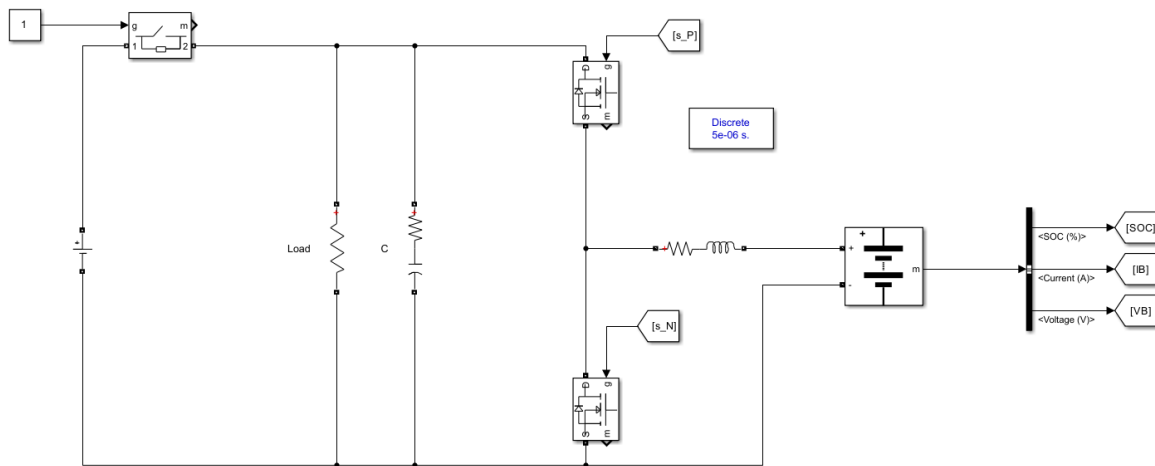 1
g
m
1
2
[s_P]
D
g
S
m
Discrete
5e-06 s.
+
+
Load
+
C
+
+
+
-
m
<SOC (%)>
[SOC]
<Current (A)>
[IB]
<Voltage (V)>
[VB]
[s_N]
D
g
S
m